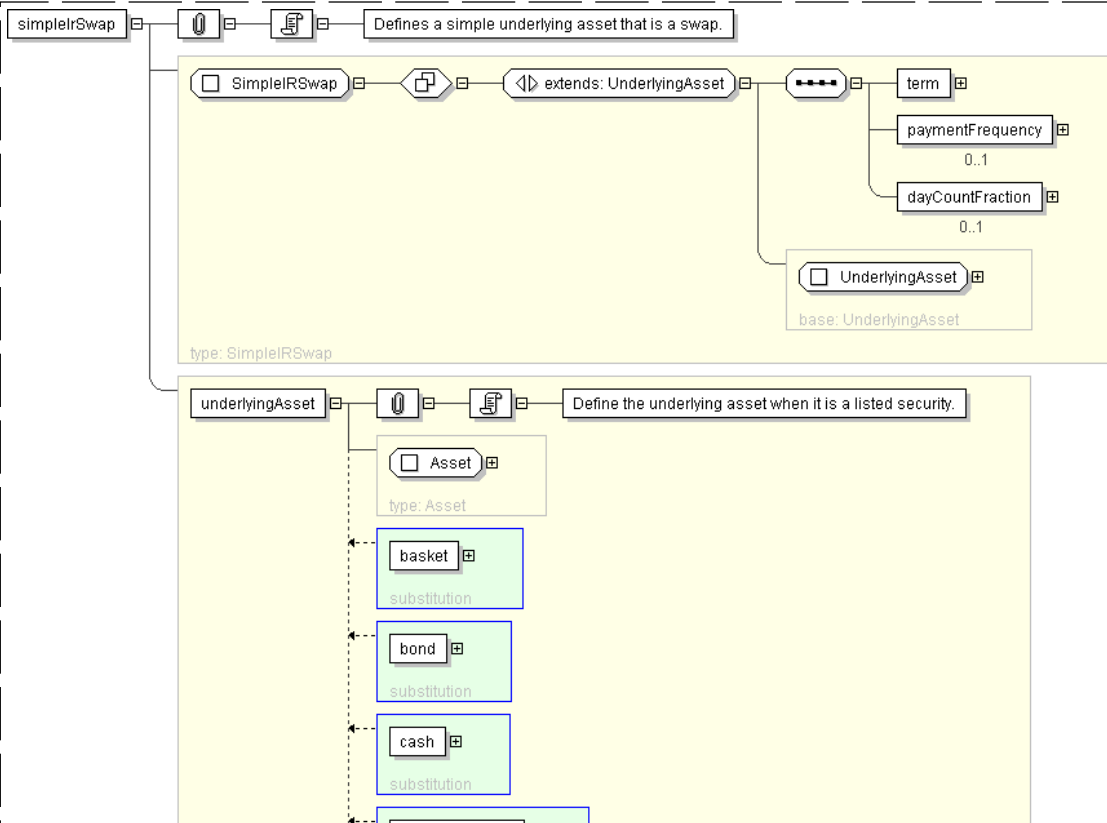 simpleIrSwap
Defines a simple underlying asset that is a swap.
SimpleIRSwap
extends: UnderlyingAsset
term
paymentFrequency
0..1
dayCountFraction
0..1
UnderlyingAsset
base: UnderlyingAsset
type: SimpleIRSwap
underlyingAsset
Define the underlying asset when it is a listed security.
Asset
type: Asset
basket
substitution
bond
substitution
cash
substitution